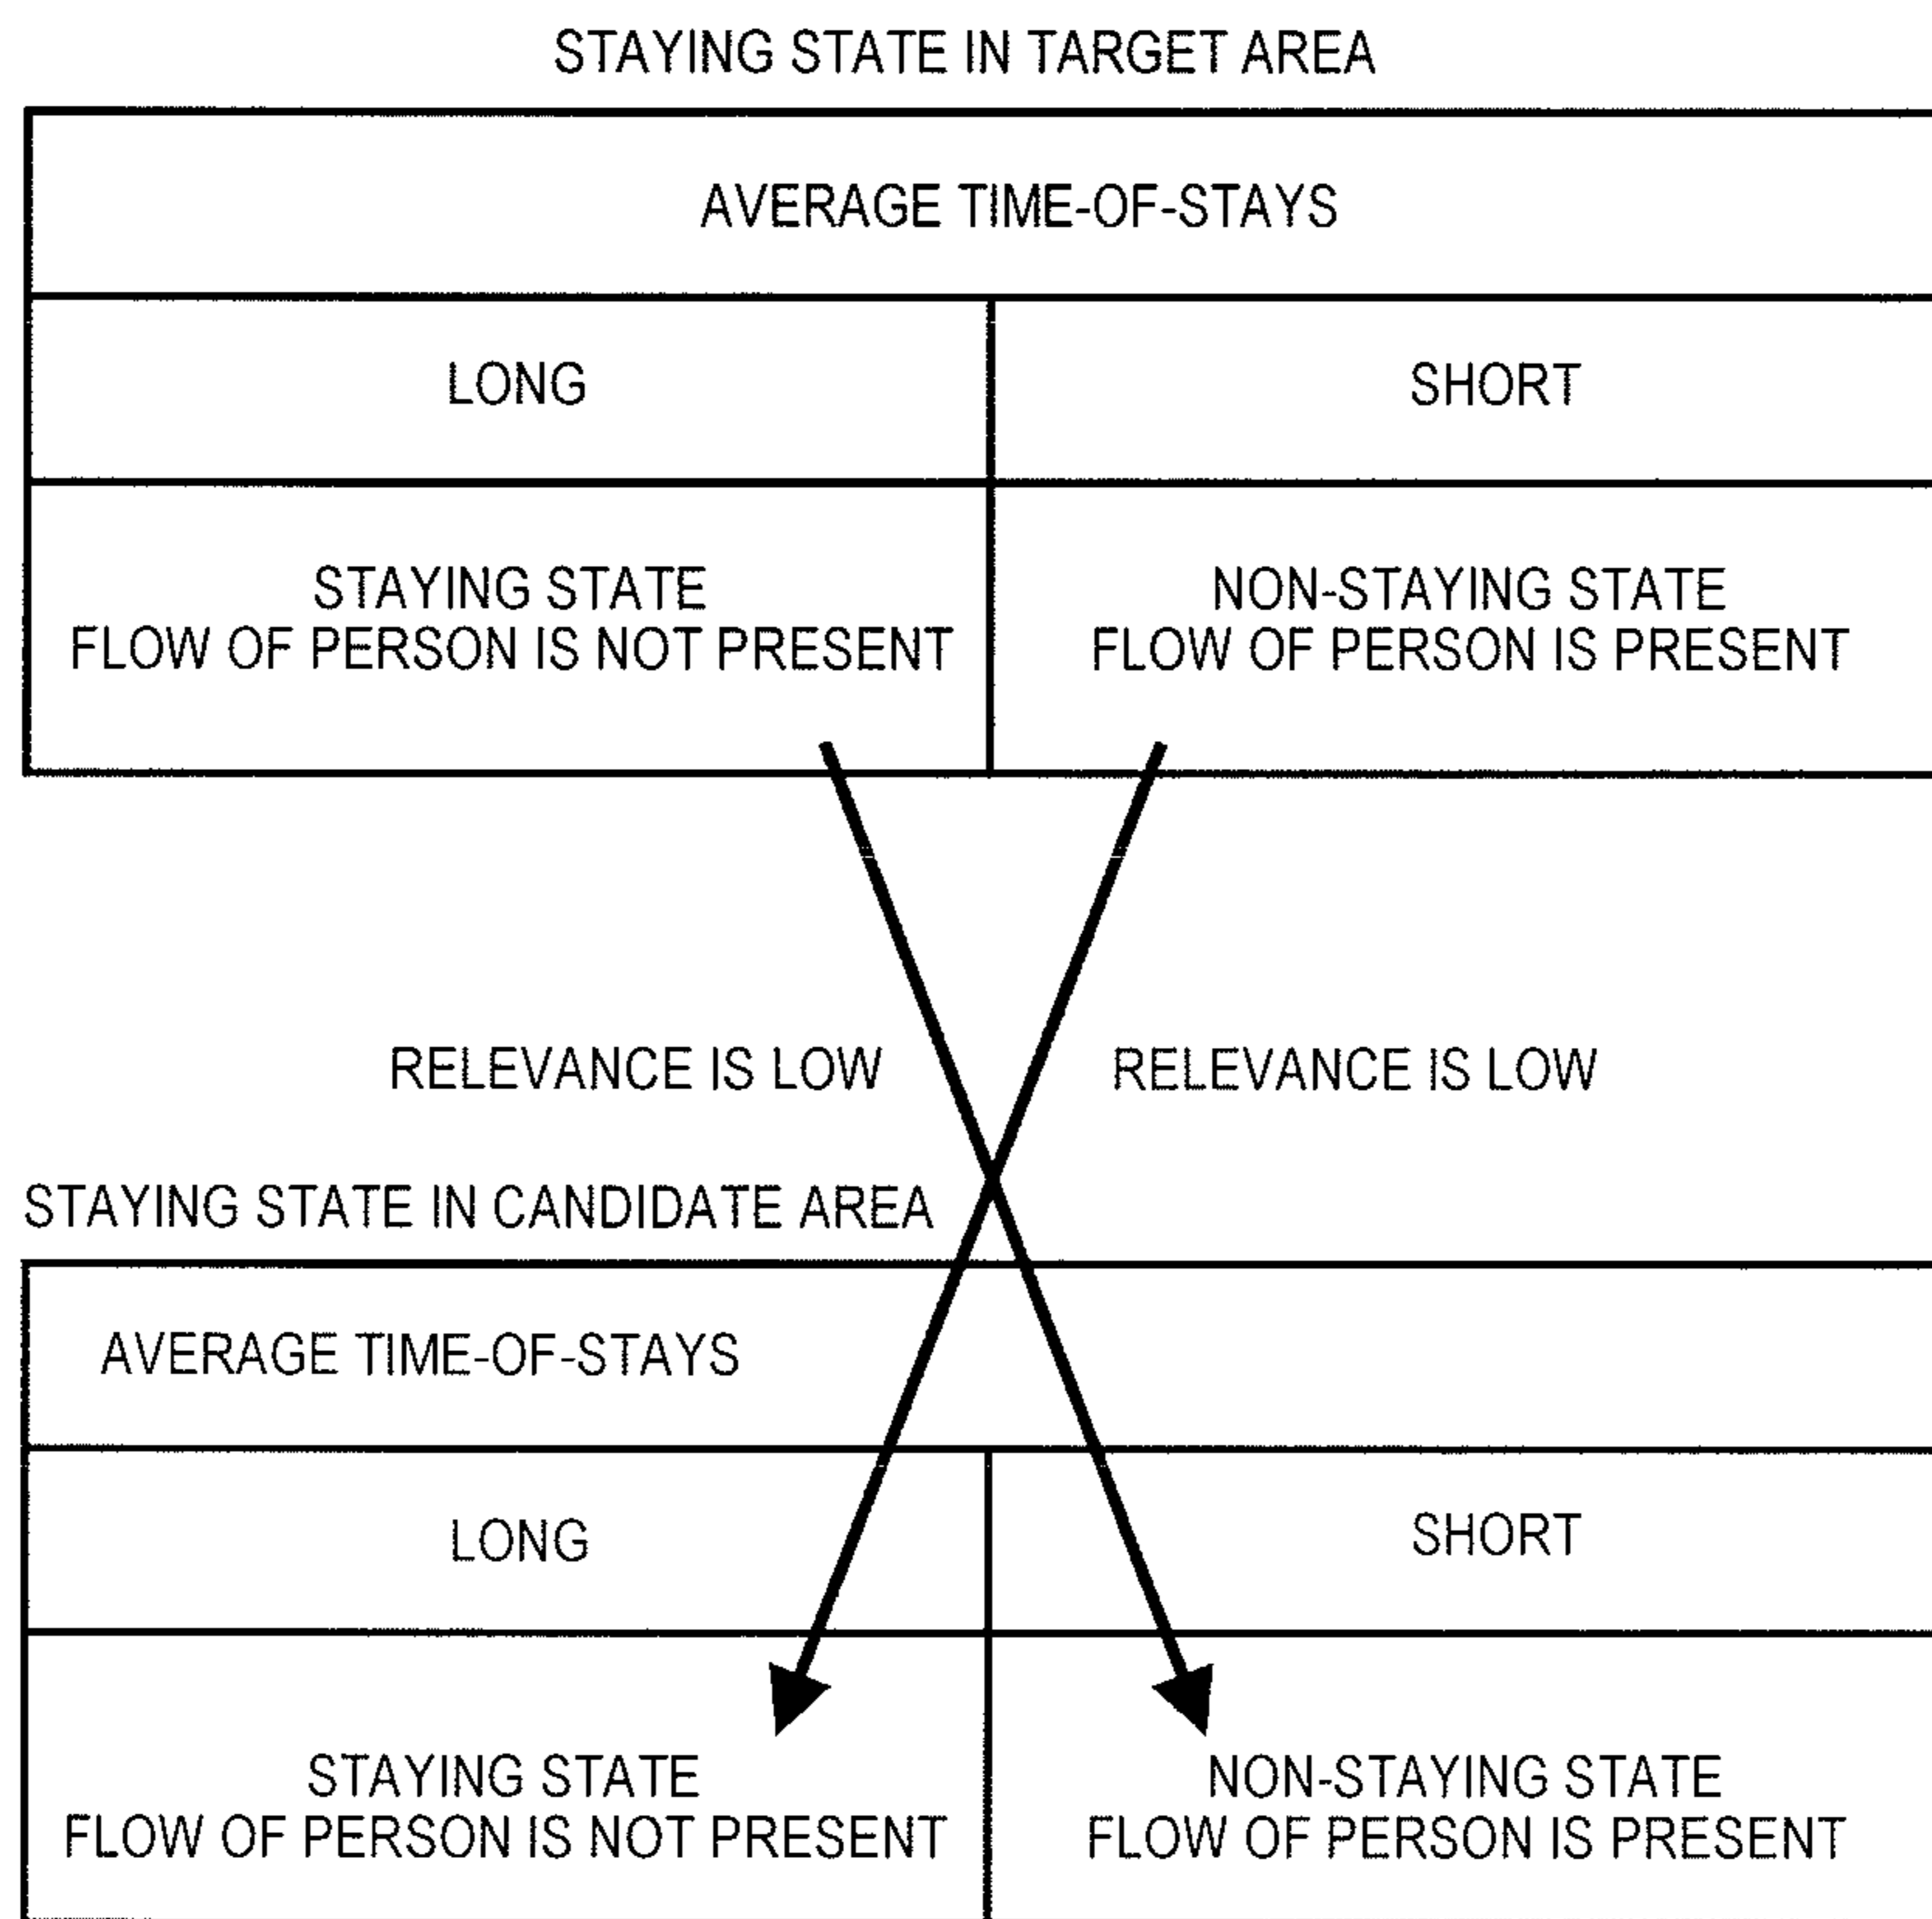 STAYING STATE IN TARGET AREA
AVERAGE TIME-OF-STAYS
LONG
SHORT
STAYING STATE
FLOW OF PERSON IS NOT PRESENT
NON-STAYING STATE
FLOW OF PERSON IS PRESENT
RELEVANCE IS LOW
RELEVANCE IS LOW
STAYING STATE IN CANDIDATE AREA
AVERAGE TIME-OF-STAYS
LONG
SHORT
STAYING STATE
FLOW OF PERSON IS NOT PRESENT
NON-STAYING STATE
FLOW OF PERSON IS PRESENT